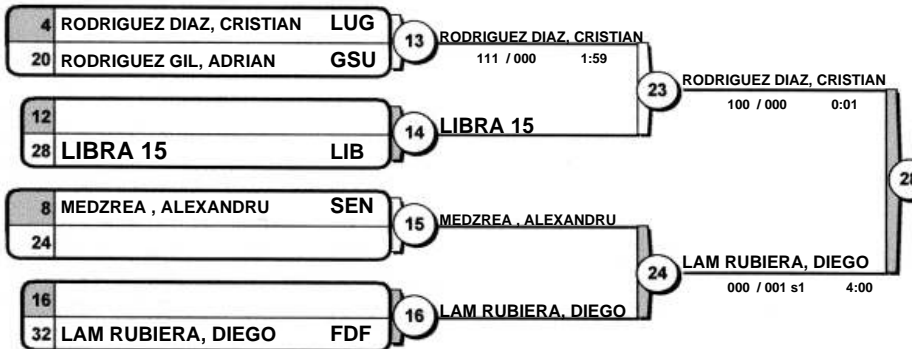 4 RODRIGUEZ DIAZ, CRISTIAN LUG
20 RODRIGUEZ GIL, ADRIAN GSU
13
RODRIGUEZ DIAZ, CRISTIAN
111 / 000 1:59
12
28 LIBRA 15 LIB
14
LIBRA 15
23
RODRIGUEZ DIAZ, CRISTIAN
100 / 000 0:01
8 MEDZREA , ALEXANDRU SEN
24
15
MEDZREA , ALEXANDRU
16
32 LAM RUBIERA, DIEGO FDF
16
LAM RUBIERA, DIEGO
24
LAM RUBIERA, DIEGO
000 / 001 s1 4:00
28